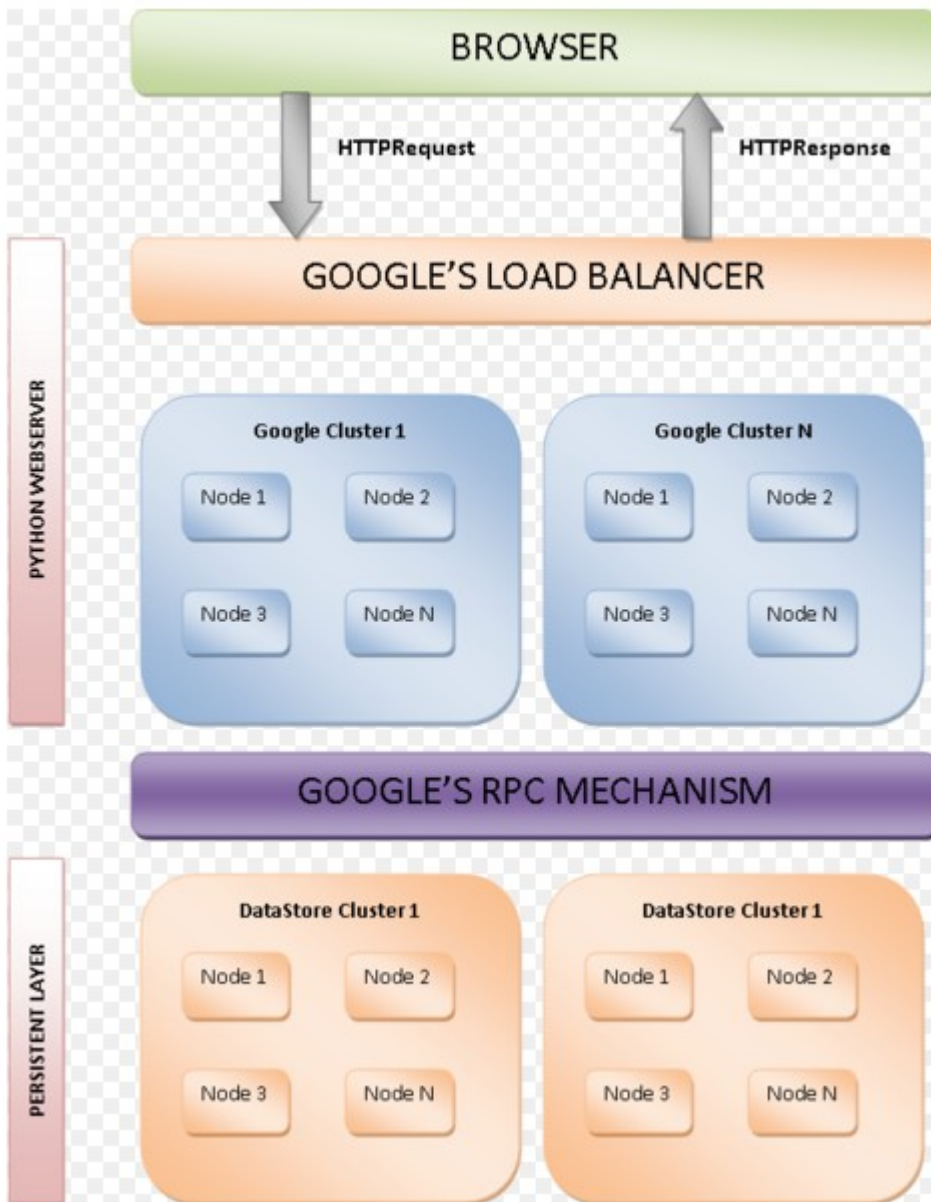 BROWSER
HTTPRequest
HTTPResponse
GOOGLE'S LOAD BALANCER
PYTHON WEBSERVER
Google Cluster 1
Node 1
Node 2
Node 3
Node N
Google Cluster N
Node 1
Node 2
Node 3
Node N
GOOGLE'S RPC MECHANISM
PERSISTENT LAYER
DataStore Cluster 1
Node 1
Node 2
Node 3
Node N
DataStore Cluster 1
Node 1
Node 2
Node 3
Node N